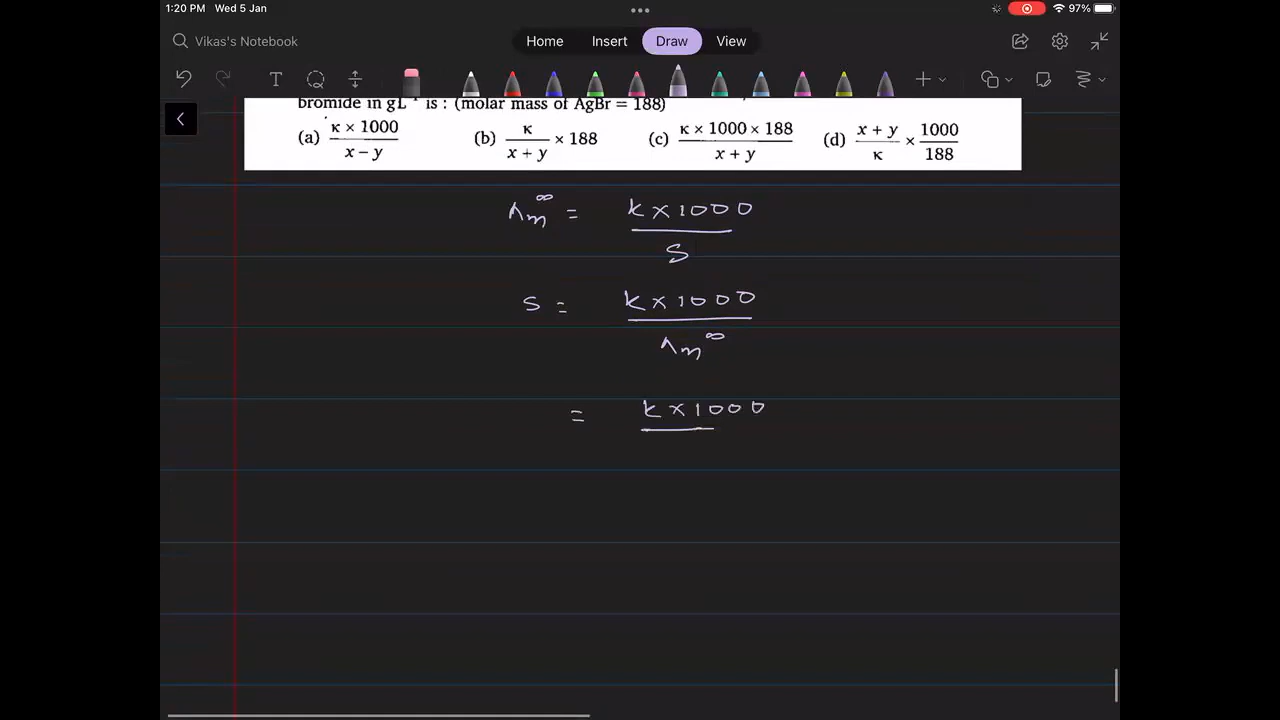 1:20 PM Wed 5 Jan
97%
Vikas's Notebook
Home Insert Draw View
bromide in gL⁻¹ is : (molar mass of AgBr = 188)
(a) κ × 1000 / x − y (b) κ / x + y × 188 (c) κ × 1000 × 188 / x + y (d) x + y / κ × 1000 / 188
Λm^∞ = k × 1000 / S
S = k × 1000 / Λm^∞
= k × 1000